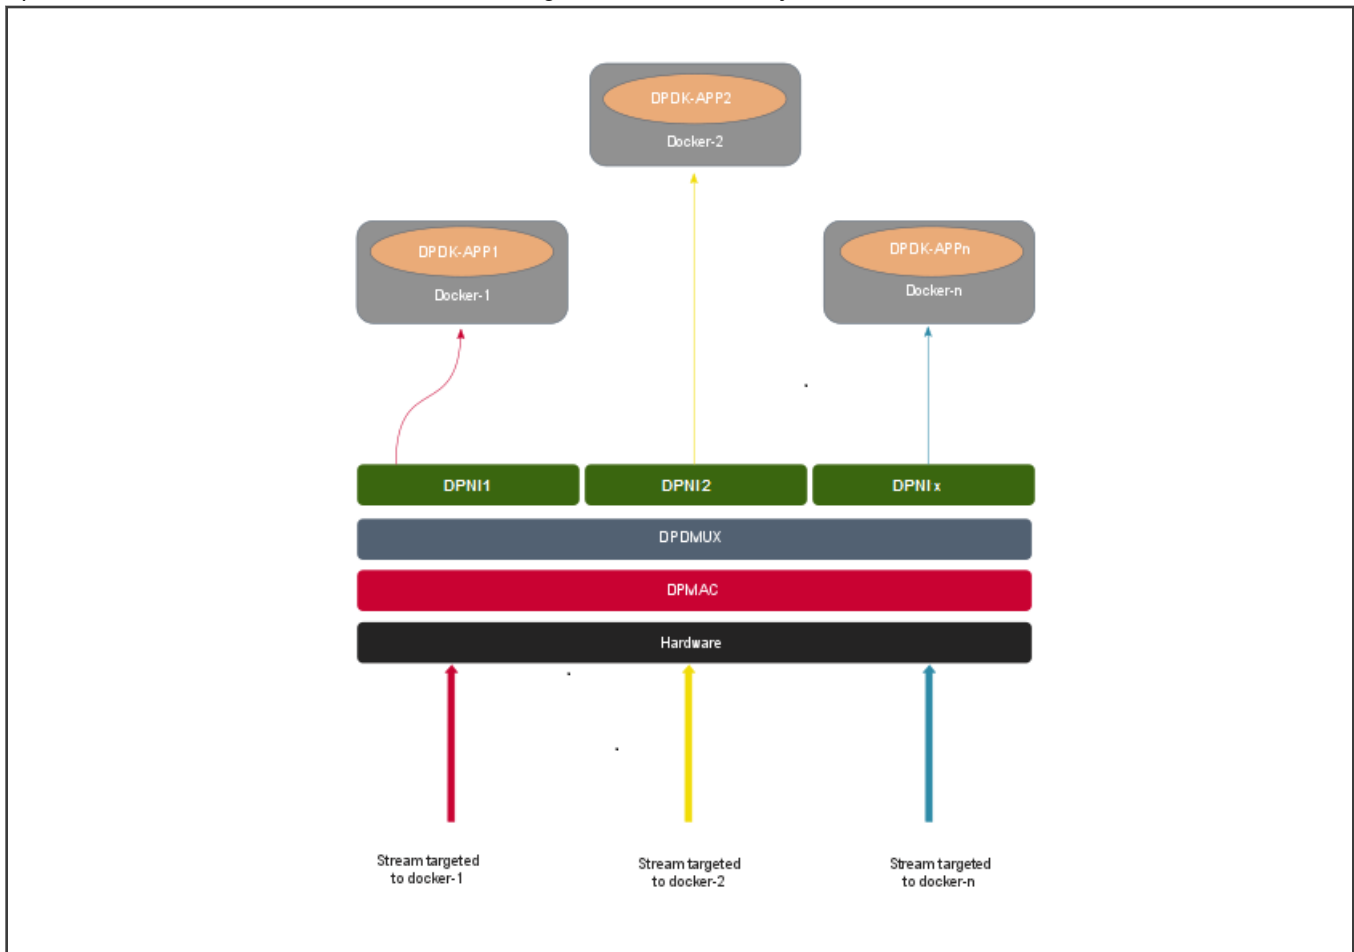 DPDK-APP2
Docker-2
DPDK-APP1
Docker-1
DPDK-APPn
Docker-n
DPNI1
DPNI2
DPNIx
DPDMUX
DPMAC
Hardware
Stream targeted
to docker-1
Stream targeted
to docker-2
Stream targeted
to docker-n